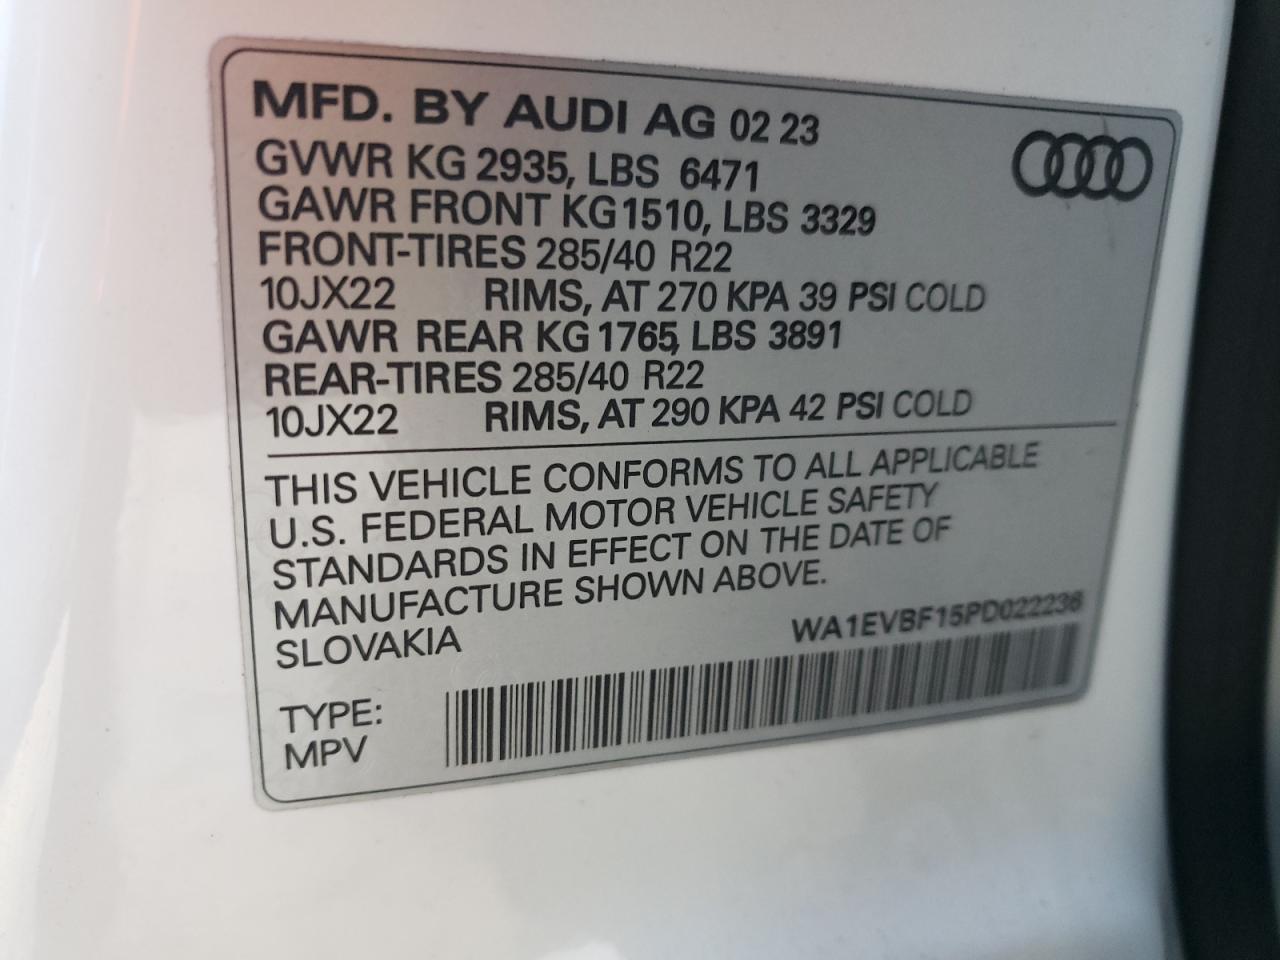 MFD. BY AUDI AG 02 23
GVWR KG 2935, LBS 6471
GAWR FRONT KG 1510, LBS 3329
FRONT-TIRES 285/40 R22
10JX22 RIMS, AT 270 KPA 39 PSI COLD
GAWR REAR KG 1765, LBS 3891
REAR-TIRES 285/40 R22
10JX22 RIMS, AT 290 KPA 42 PSI COLD
THIS VEHICLE CONFORMS TO ALL APPLICABLE
U.S. FEDERAL MOTOR VEHICLE SAFETY
STANDARDS IN EFFECT ON THE DATE OF
MANUFACTURE SHOWN ABOVE.
SLOVAKIA
WA1EVBF15PD022236
TYPE:
MPV